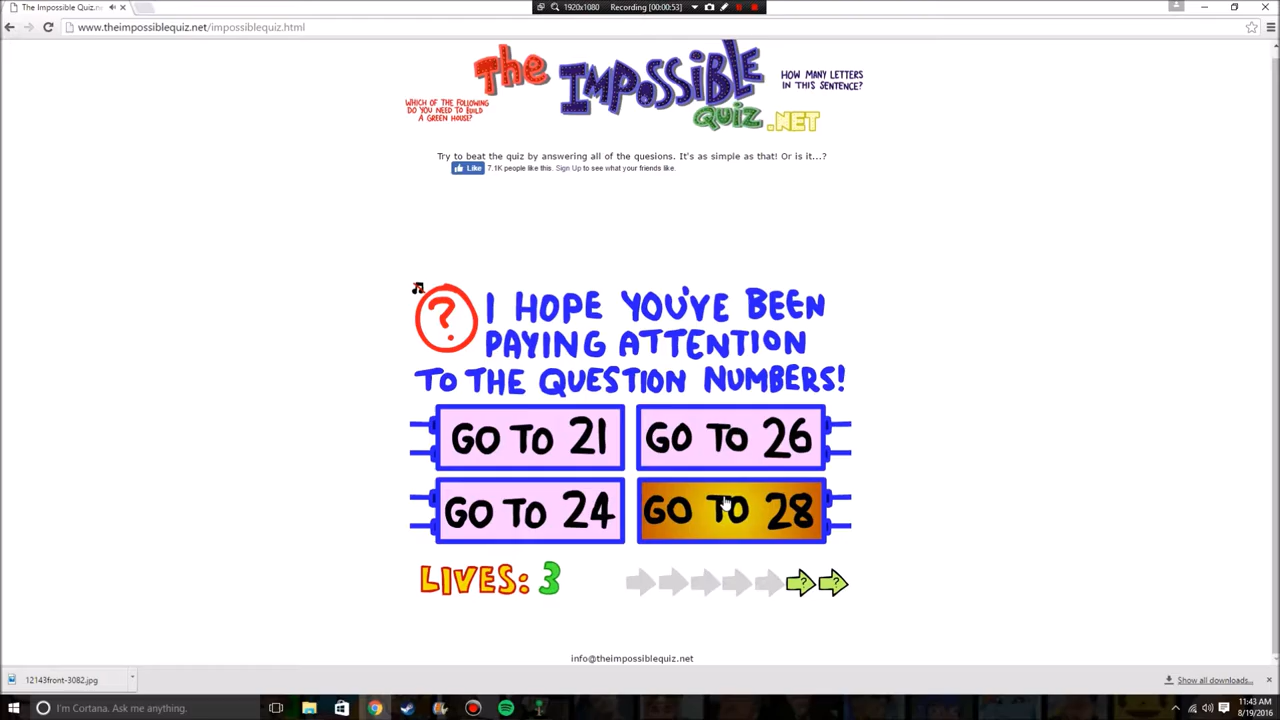 The Impossible Quiz.n
1920x1080
Recording [00:00:53]
www.theimpossiblequiz.net/impossiblequiz.html
The IMPOSSIBLE
QUIZ .NET
WHICH OF THE FOLLOWING
DO YOU NEED TO BUILD
A GREEN HOUSE?
HOW MANY LETTERS
IN THIS SENTENCE?
Try to beat the quiz by answering all of the quesions. It's as simple as that! Or is it...?
Like 7.1K people like this. Sign Up to see what your friends like.
? I HOPE YOU'VE BEEN
PAYING ATTENTION
TO THE QUESTION NUMBERS!
GO TO 21
GO TO 26
GO TO 24
GO TO 28
LIVES: 3
? ?
info@theimpossiblequiz.net
12143front-3082.jpg
Show all downloads...
I'm Cortana. Ask me anything.
11:43 AM
8/19/2016